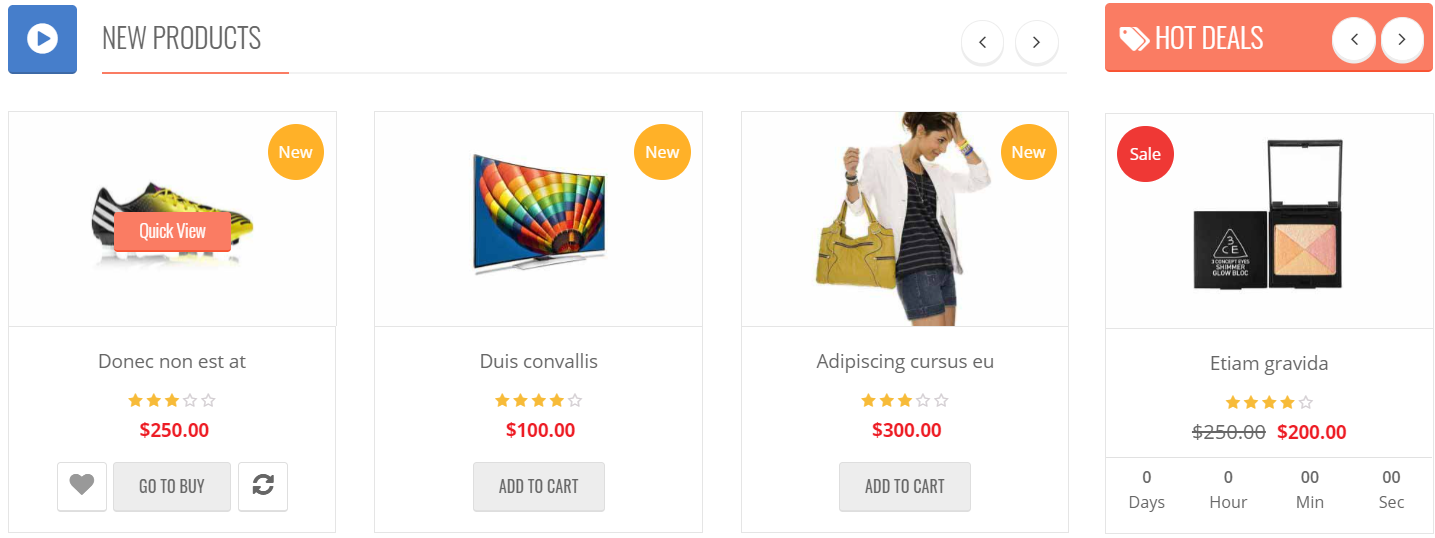 NEW PRODUCTS
HOT DEALS
New
Quick View
Donec non est at
$250.00
GO TO BUY
New
Duis convallis
$100.00
ADD TO CART
New
Adipiscing cursus eu
$300.00
ADD TO CART
Sale
3
CE
3 CONCEPT EYES
SHIMMER
GLOW BLOC
Etiam gravida
$250.00 $200.00
0 0 00 00
Days Hour Min Sec